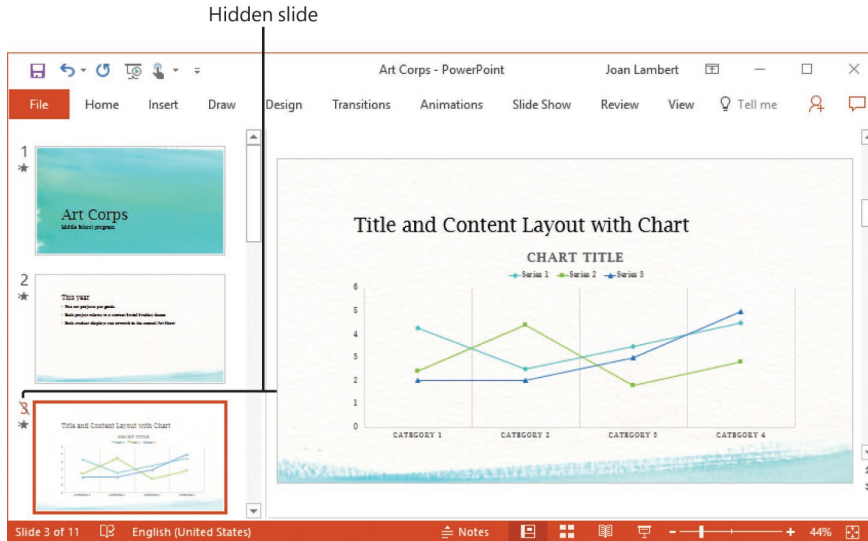 Hidden slide
Art Corps - PowerPoint
Joan Lambert
File Home Insert Draw Design Transitions Animations Slide Show Review View Tell me
1
Art Corps
Middle School program
2
This year
3
Title and Content Layout with Chart
CHART TITLE
Title and Content Layout with Chart
CHART TITLE
Series 1 Series 2 Series 3
6
5
4
3
2
1
0
CATEGORY 1 CATEGORY 2 CATEGORY 3 CATEGORY 4
Slide 3 of 11 English (United States) Notes 44%